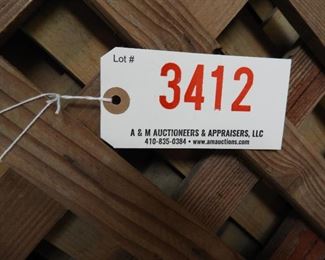 Lot #
3412
A & M AUCTIONEERS & APPRAISERS, LLC
410-835-0384 • www.amauctions.com